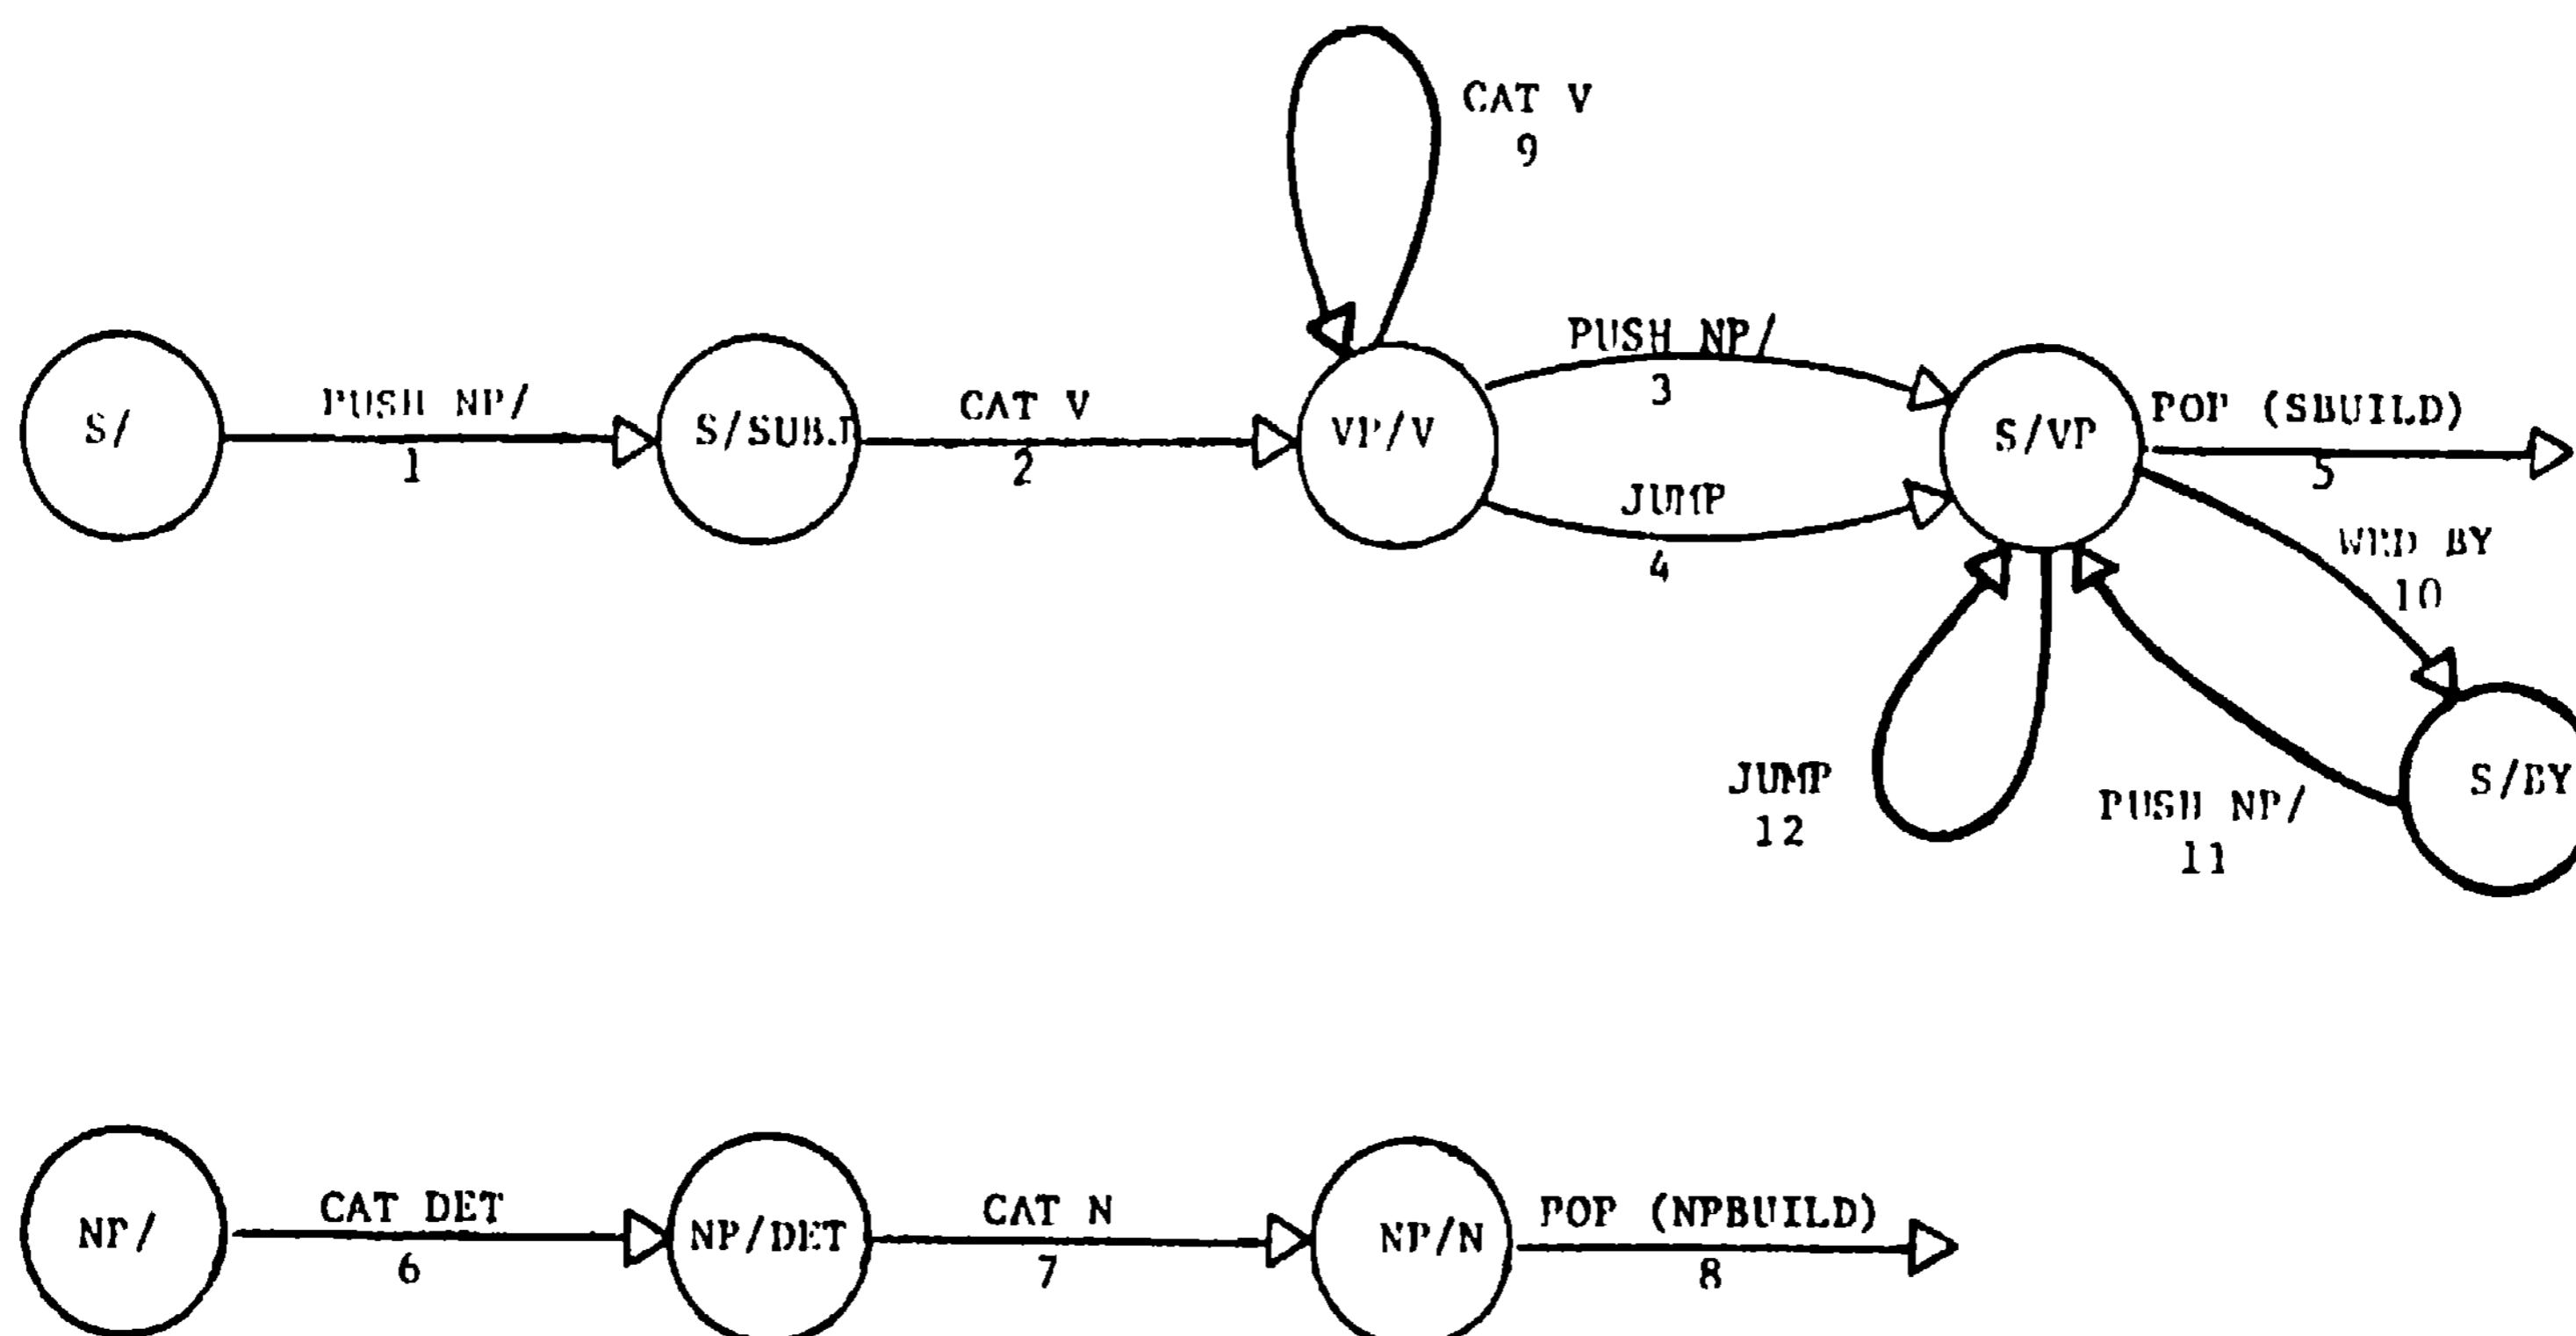 CAT V
9
S/
PUSH NP/
1
S/SUBJ
CAT V
2
VP/V
PUSH NP/
3
JUMP
4
S/VP
POP (SBUILD)
5
WRD BY
10
S/BY
PUSH NP/
11
JUMP
12
NP/
CAT DET
6
NP/DET
CAT N
7
NP/N
POP (NPBUILD)
8